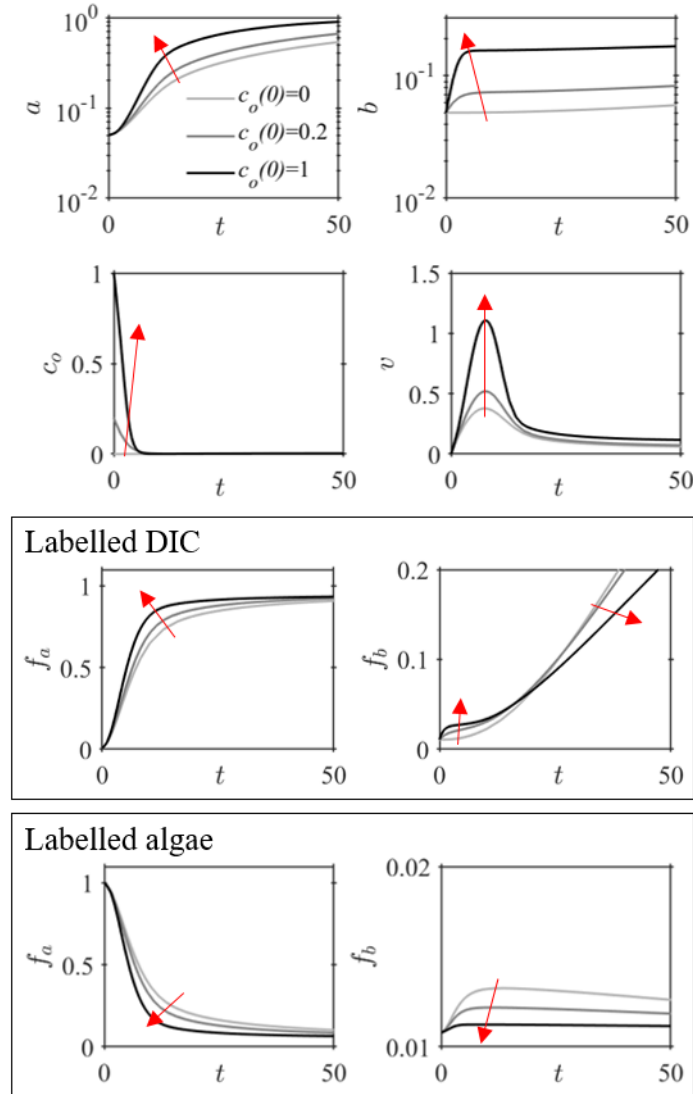 10^0
10^-1
10^-2
a
0
t
50
c_o(0)=0
c_o(0)=0.2
c_o(0)=1
10^-1
10^-2
b
0
t
50
1
0.5
0
c_o
0
t
50
1.5
1
0.5
0
v
0
t
50
Labelled DIC
1
0.5
0
f_a
0
t
50
0.2
0.1
0
f_b
0
t
50
Labelled algae
1
0.5
0
f_a
0
t
50
0.02
0.01
f_b
0
t
50